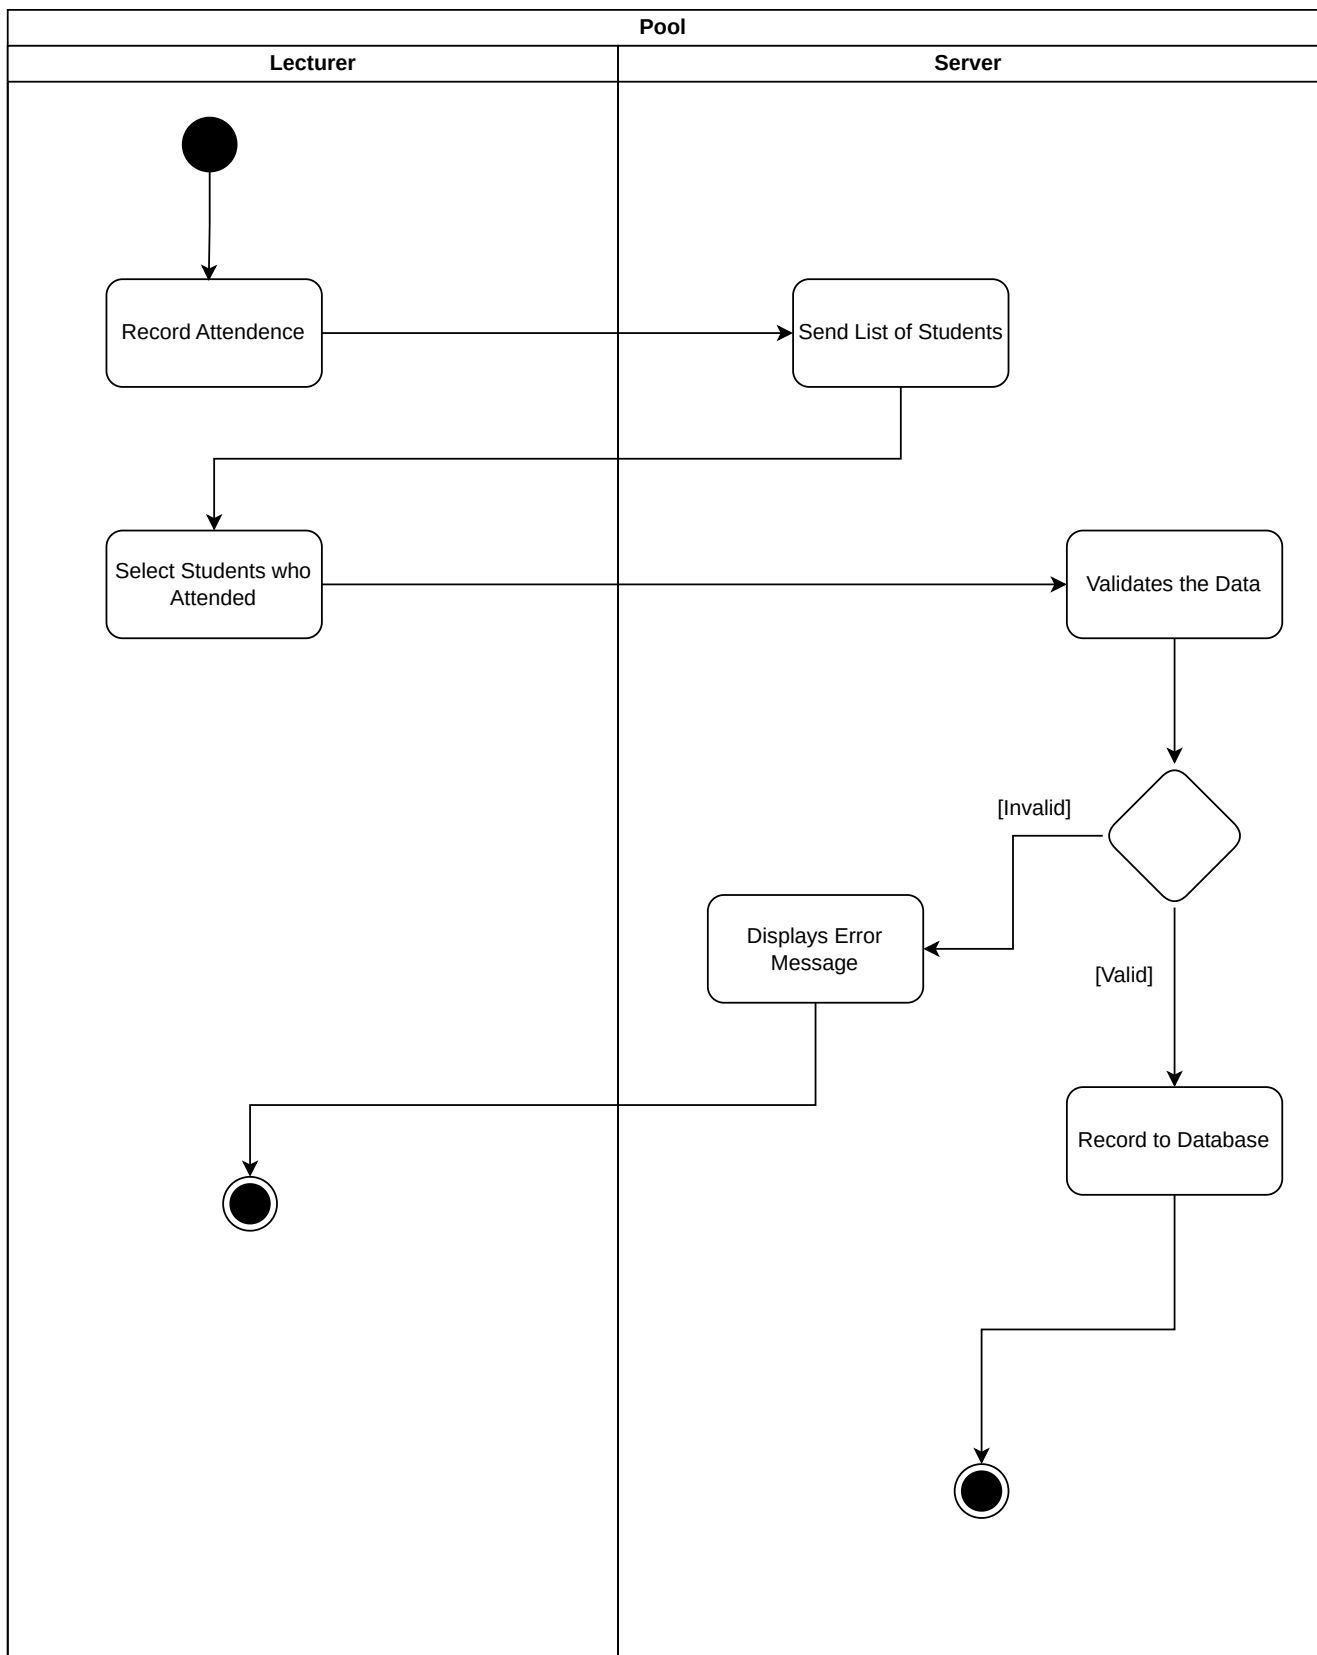 Pool
Lecturer
Server
Record Attendence
Send List of Students
Select Students who
Attended
Validates the Data
[Invalid]
Displays Error
Message
[Valid]
Record to Database